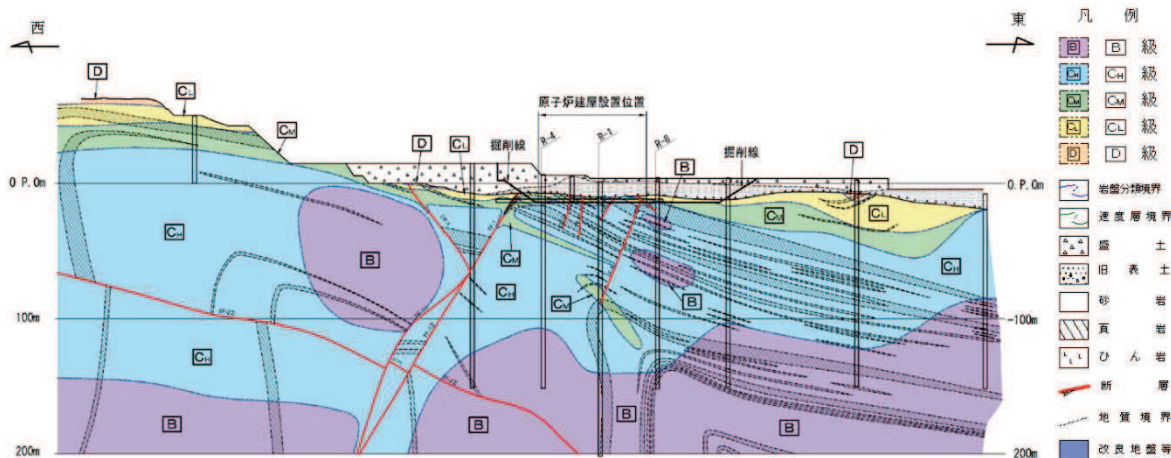 西
東
凡 例
B B 級
CH CH 級
CM CM 級
CL CL 級
D D 級
岩盤分類境界
速度層境界
盛 土
旧 表 土
砂 岩
頁 岩
ひ ん 岩
断 層
地 質 境 界
改 良 地 盤 等
D
CL
CM
原子炉建屋設置位置
R-4
R-1
R-8
D
CL
掘削線
B
掘削線
D
0 P.0m
0 P.0m
CH
B
CM
CH
CM
B
CM
CL
CH
100m
-100m
CH
B
B
B
B
200m
200m